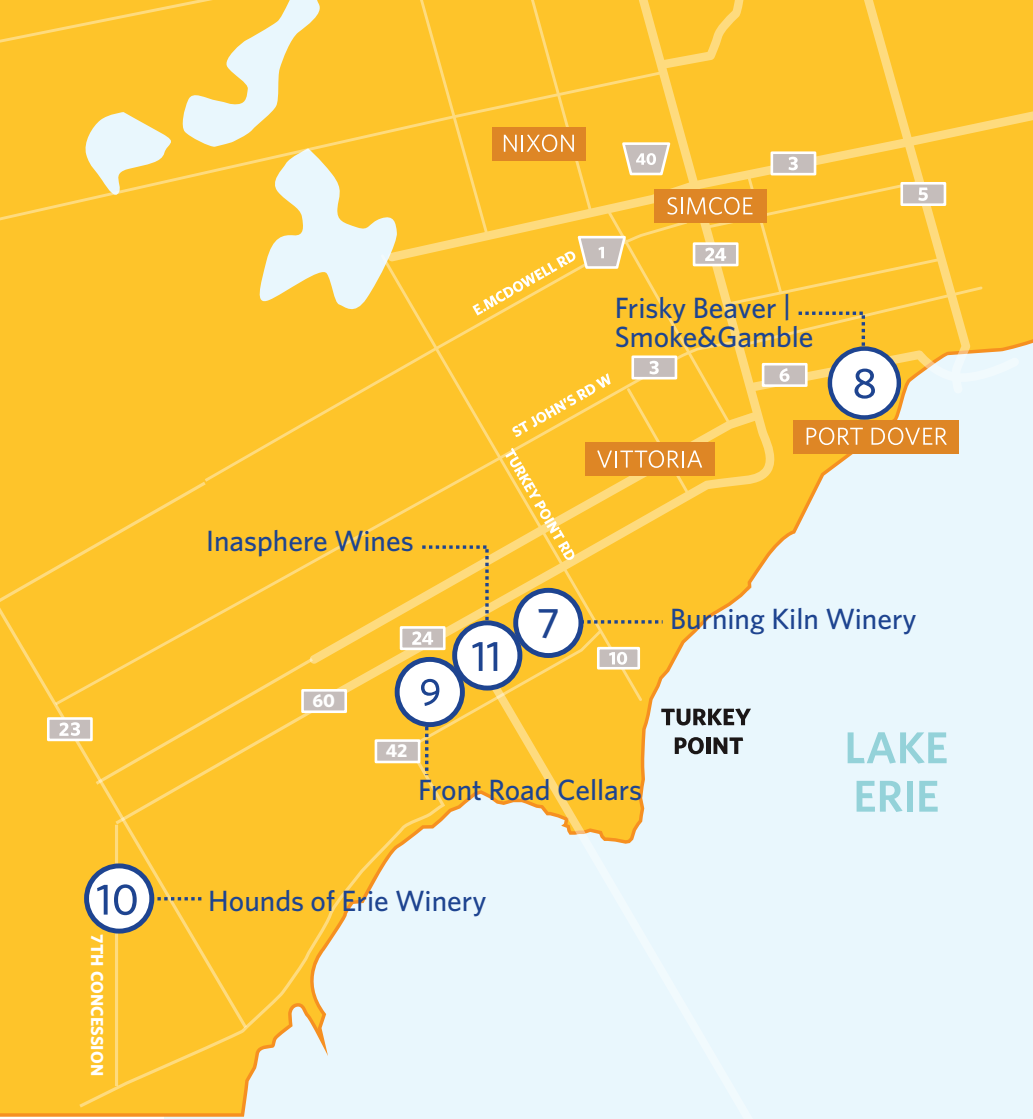 NIXON
40
3
SIMCOE
5
1
24
E.MCDOWELL RD
Frisky Beaver |
Smoke&Gamble
3
6
8
ST JOHN'S RD W
PORT DOVER
VITTORIA
TURKEY POINT RD
Inasphere Wines
7
Burning Kiln Winery
24
11
10
9
60
TURKEY
POINT
23
42
LAKE
ERIE
Front Road Cellars
10
Hounds of Erie Winery
7TH CONCESSION